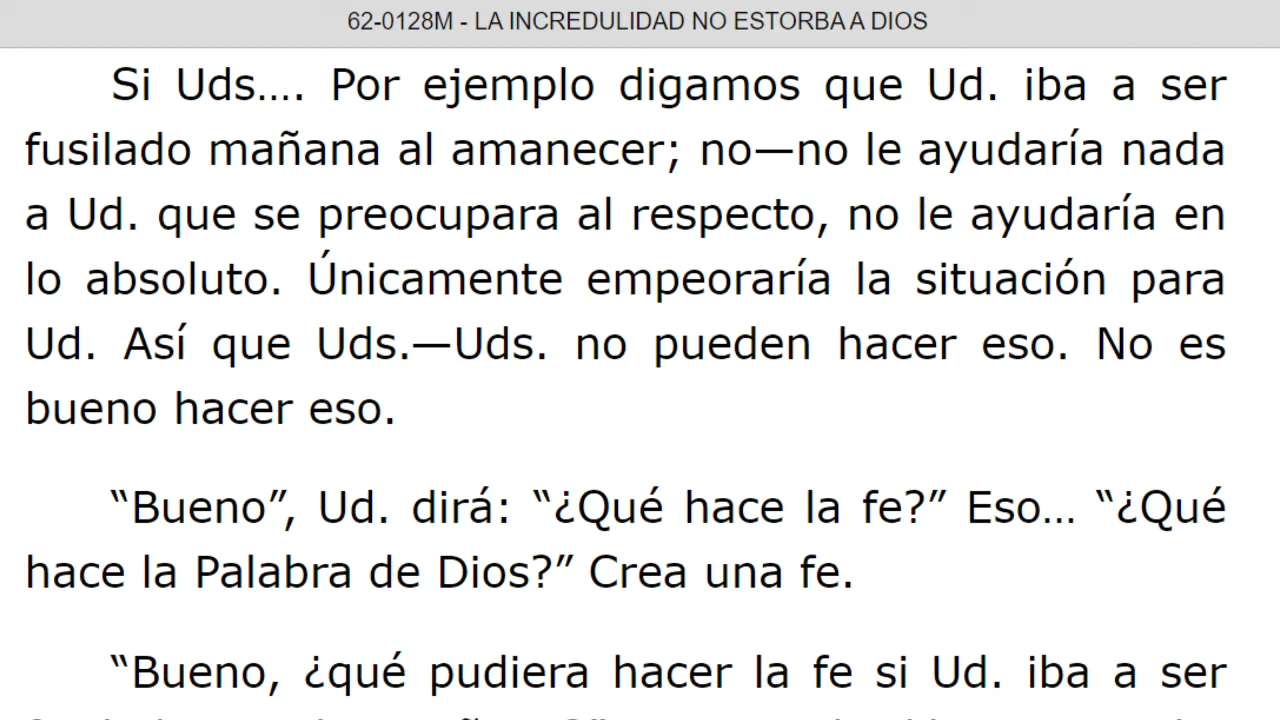 62-0128M - LA INCREDULIDAD NO ESTORBA A DIOS
Si Uds.... Por ejemplo digamos que Ud. iba a ser
fusilado mañana al amanecer; no—no le ayudaría nada
a Ud. que se preocupara al respecto, no le ayudaría en
lo absoluto. Únicamente empeoraría la situación para
Ud. Así que Uds.—Uds. no pueden hacer eso. No es
bueno hacer eso.
“Bueno”, Ud. dirá: “¿Qué hace la fe?” Eso... “¿Qué
hace la Palabra de Dios?” Crea una fe.
“Bueno, ¿qué pudiera hacer la fe si Ud. iba a ser